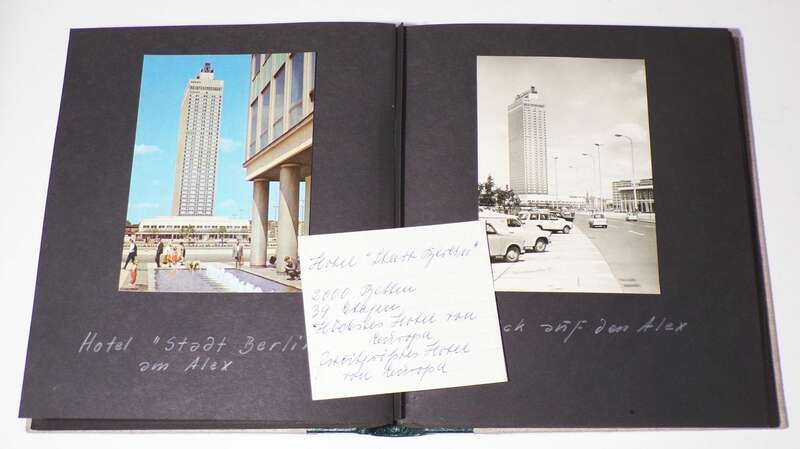 Hotel "Stadt Berlin
am Alex
Hotel "Stadt Berlin"
2000 Betten
39 Etagen
Höchstes Hotel von
Europa
Zweitgrößtes Hotel
von Europa
ck auf den Alex